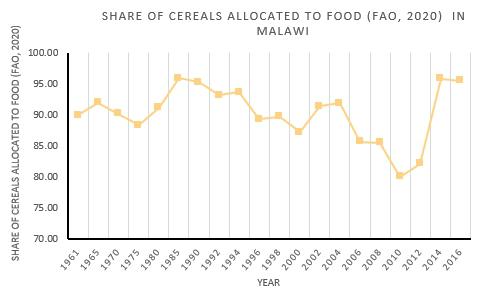 SHARE OF CEREALS ALLOCATED TO FOOD (FAO, 2020) IN
MALAWI
SHARE OF CEREALS ALLOCATED TO FOOD (FAO, 2020)
100.00
95.00
90.00
85.00
80.00
75.00
70.00
1961 1965 1970 1975 1980 1985 1990 1992 1994 1996 1998 2000 2002 2004 2006 2008 2010 2012 2014 2016
YEAR